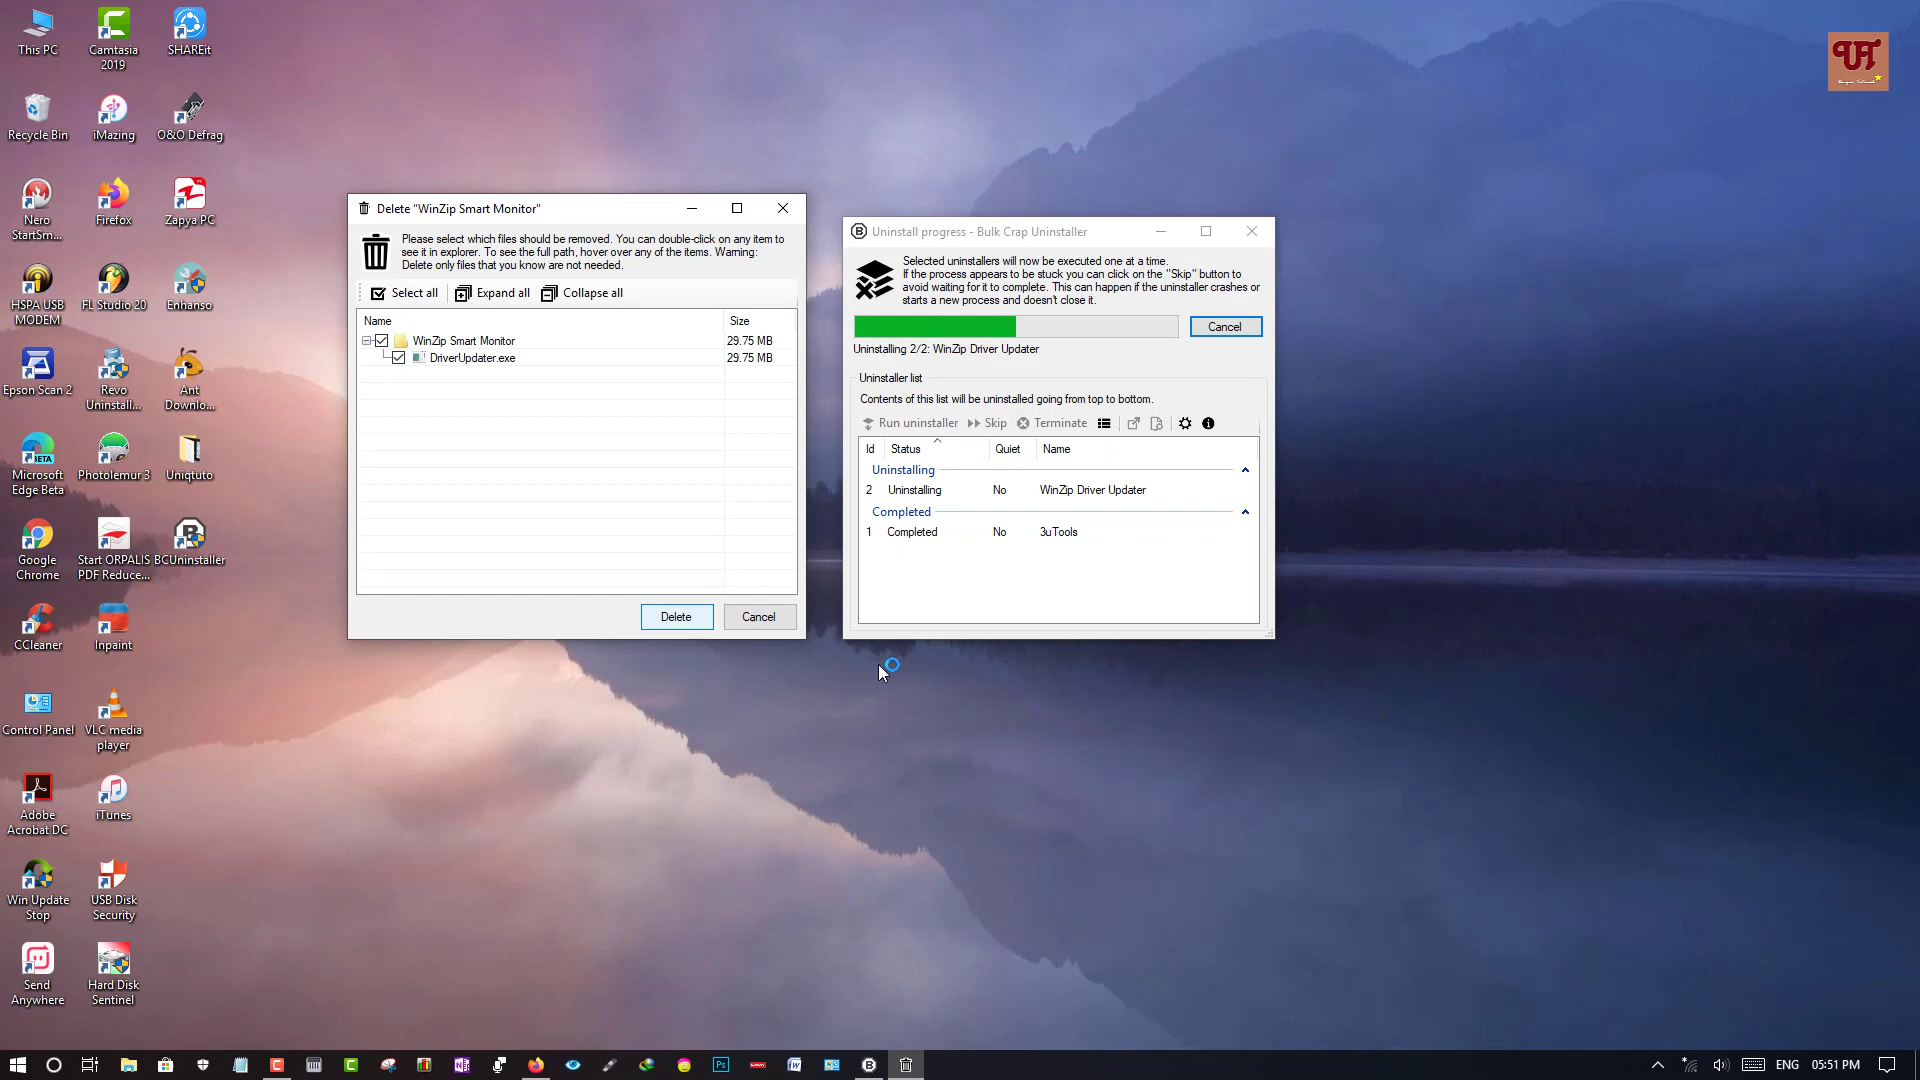 This PC
Camtasia
2019
SHAREit
Recycle Bin
iMazing
O&O Defrag
Nero
StartSm...
Firefox
Zapya PC
HSPA USB
MODEM
FL Studio 20
Enhanso
Epson Scan 2
Revo
Uninstall...
Ant
Downlo...
BETA
Microsoft
Edge Beta
Photolemur 3
Uniqtuto
Google
Chrome
Start ORPALIS
PDF Reduce...
BCUninstaller
CCleaner
Inpaint
Control Panel
VLC media
player
Adobe
Acrobat DC
iTunes
Win Update
Stop
USB Disk
Security
Send
Anywhere
Hard Disk
Sentinel
Delete "WinZip Smart Monitor"
Please select which files should be removed. You can double-click on any item to
see it in explorer. To see the full path, hover over any of the items. Warning:
Delete only files that you know are not needed.
Select all
Expand all
Collapse all
Name Size
WinZip Smart Monitor 29.75 MB
DriverUpdater.exe 29.75 MB
Delete
Cancel
Uninstall progress - Bulk Crap Uninstaller
Selected uninstallers will now be executed one at a time.
If the process appears to be stuck you can click on the "Skip" button to
avoid waiting for it to complete. This can happen if the uninstaller crashes or
starts a new process and doesn't close it.
Cancel
Uninstalling 2/2: WinZip Driver Updater
Uninstaller list
Contents of this list will be uninstalled going from top to bottom.
Run uninstaller
Skip
Terminate
Id Status Quiet Name
Uninstalling
2 Uninstalling No WinZip Driver Updater
Completed
1 Completed No 3uTools
Ps
ENG
05:51 PM